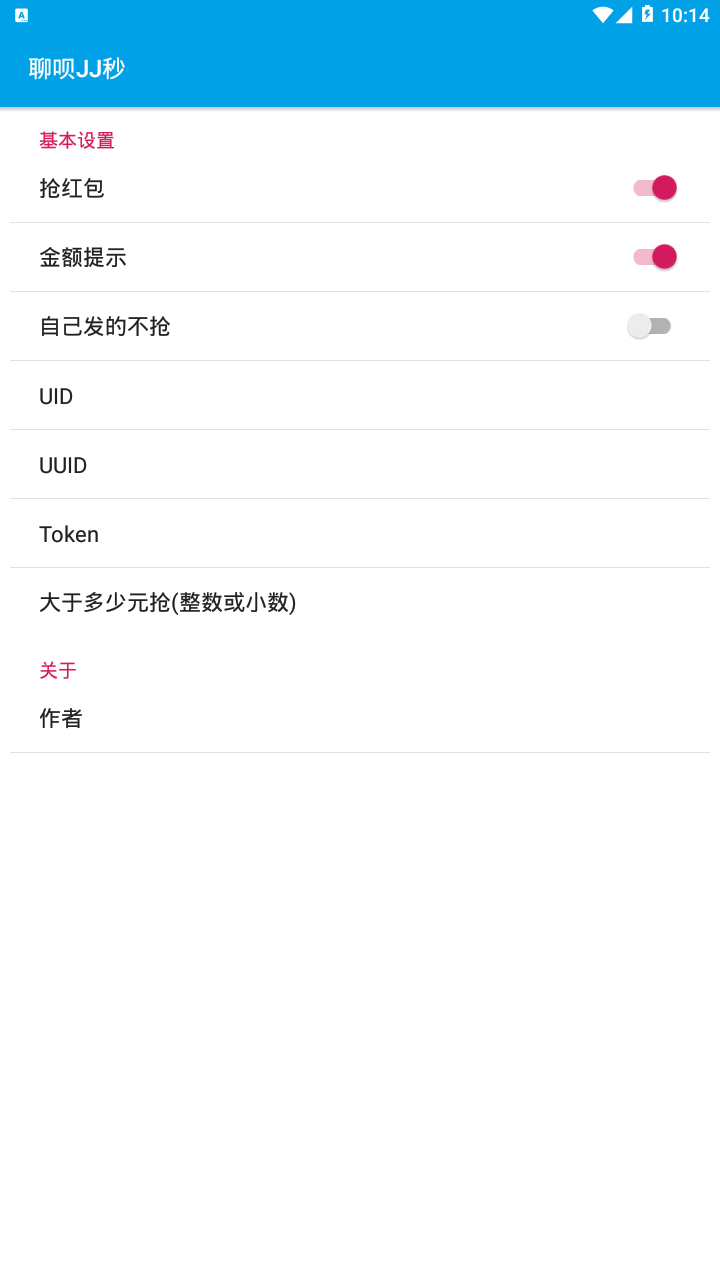 A
10:14
聊呗JJ秒
基本设置
抢红包
金额提示
自己发的不抢
UID
UUID
Token
大于多少元抢(整数或小数)
关于
作者